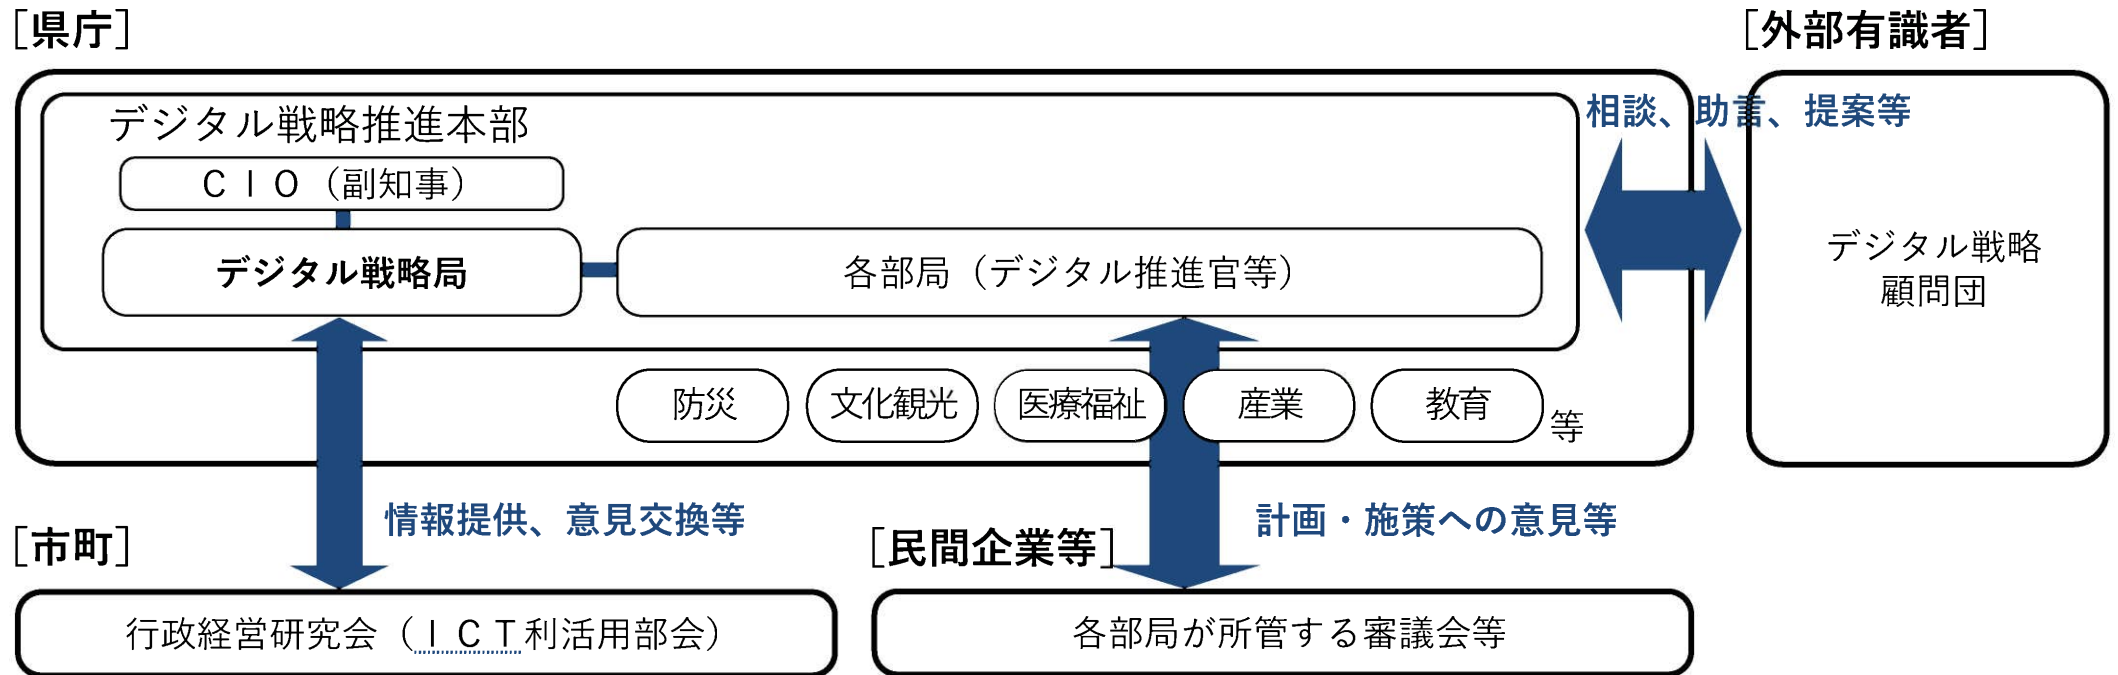 ［県庁］
［外部有識者］
デジタル戦略推進本部
相談、助言、提案等
ＣＩＯ（副知事）
デジタル戦略局
各部局（デジタル推進官等）
デジタル戦略
顧問団
防災
文化観光
医療福祉
産業
教育
等
情報提供、意見交換等
計画・施策への意見等
［市町］
［民間企業等］
行政経営研究会（ＩＣＴ利活用部会）
各部局が所管する審議会等